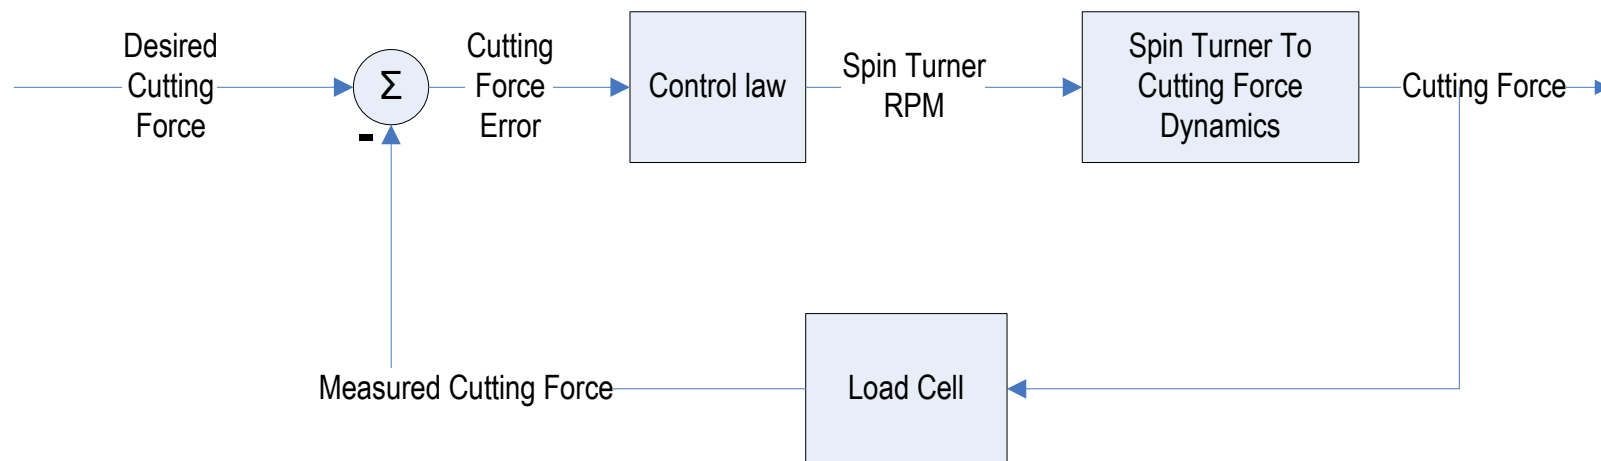 Desired
Cutting
Force
Σ
-
Cutting
Force
Error
Control law
Spin Turner
RPM
Spin Turner To
Cutting Force
Dynamics
Cutting Force
Measured Cutting Force
Load Cell